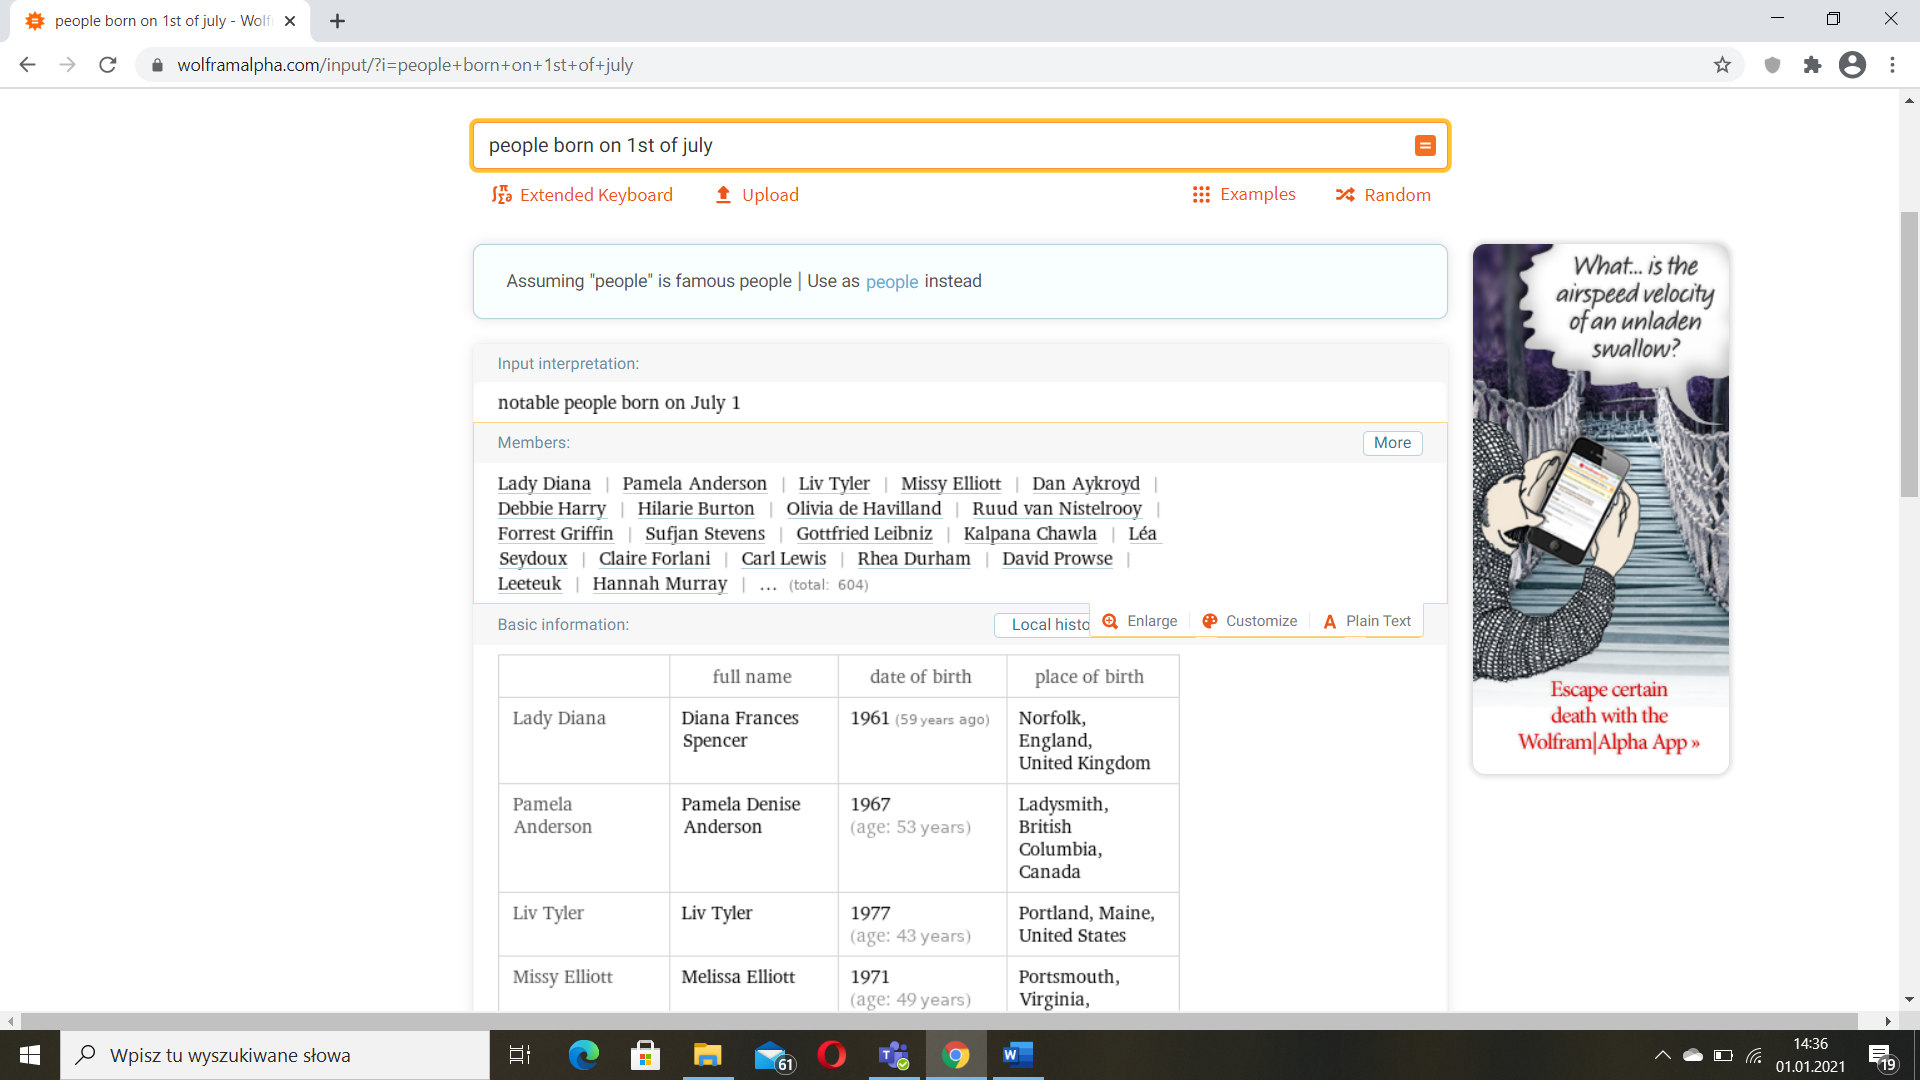 people born on 1st of july - Wolf
wolframalpha.com/input/?i=people+born+on+1st+of+july
people born on 1st of july
Extended Keyboard Upload Examples Random
Assuming "people" is famous people | Use as people instead
Input interpretation:
notable people born on July 1
Members: More
Lady Diana | Pamela Anderson | Liv Tyler | Missy Elliott | Dan Aykroyd |
Debbie Harry | Hilarie Burton | Olivia de Havilland | Ruud van Nistelrooy |
Forrest Griffin | Sufjan Stevens | Gottfried Leibniz | Kalpana Chawla | Léa
Seydoux | Claire Forlani | Carl Lewis | Rhea Durham | David Prowse |
Leeteuk | Hannah Murray | ... (total: 604)
Basic information: Local histo Enlarge Customize A Plain Text
full name date of birth place of birth
Lady Diana Diana Frances Spencer 1961 (59 years ago) Norfolk, England, United Kingdom
Pamela Anderson Pamela Denise Anderson 1967 (age: 53 years) Ladysmith, British Columbia, Canada
Liv Tyler Liv Tyler 1977 (age: 43 years) Portland, Maine, United States
Missy Elliott Melissa Elliott 1971 (age: 49 years) Portsmouth, Virginia,
What... is the
airspeed velocity
of an unladen
swallow?
Escape certain
death with the
Wolfram|Alpha App »
Wpisz tu wyszukiwane słowa
61
14:36
01.01.2021
19